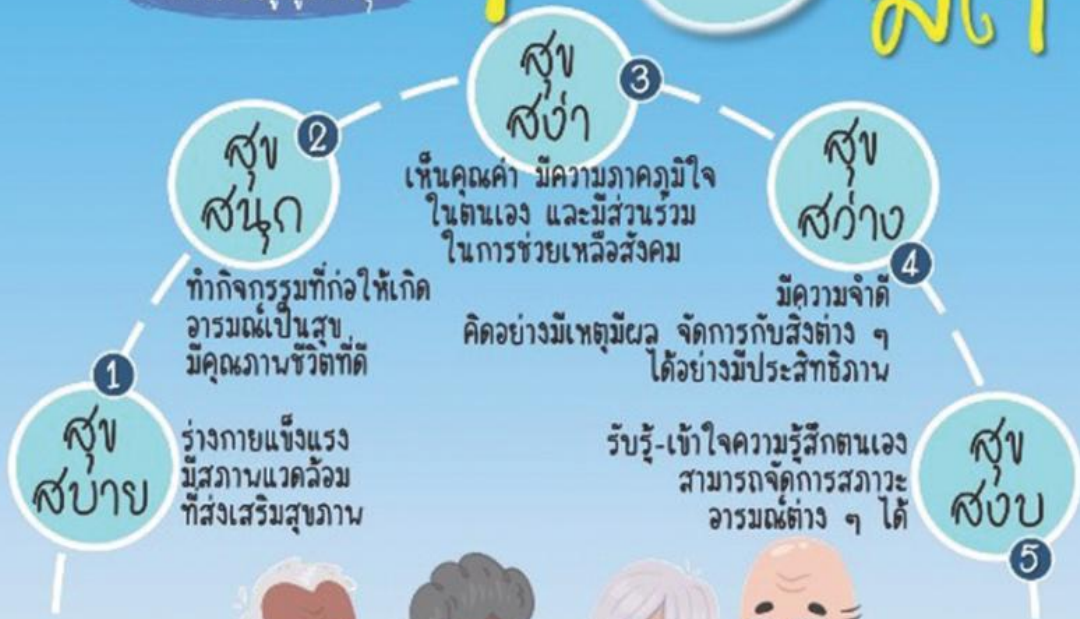 มิติ
1
สุข
สบาย
ร่างกายแข็งแรง
มีสภาพแวดล้อม
ที่ส่งเสริมสุขภาพ
2
สุข
สนุก
ทำกิจกรรมที่ก่อให้เกิด
อารมณ์เป็นสุข
มีคุณภาพชีวิตที่ดี
3
สุข
สง่า
เห็นคุณค่า มีความภาคภูมิใจ
ในตนเอง และมีส่วนร่วม
ในการช่วยเหลือสังคม
4
สุข
สว่าง
มีความจำดี
คิดอย่างมีเหตุมีผล จัดการกับสิ่งต่าง ๆ
ได้อย่างมีประสิทธิภาพ
สุข
สงบ
5
รับรู้-เข้าใจความรู้สึกตนเอง
สามารถจัดการสภาวะ
อารมณ์ต่าง ๆ ได้